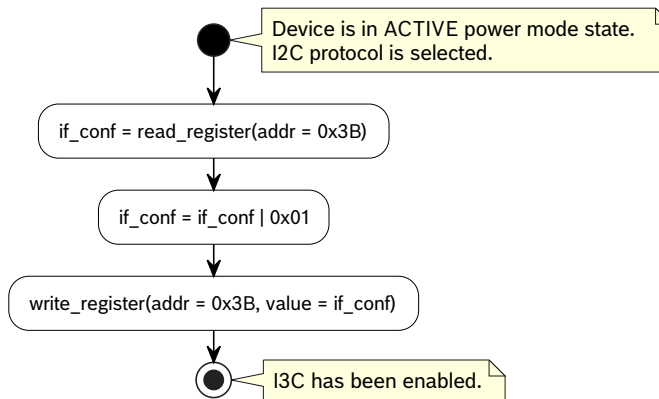 Device is in ACTIVE power mode state.
I2C protocol is selected.
if_conf = read_register(addr = 0x3B)
if_conf = if_conf | 0x01
write_register(addr = 0x3B, value = if_conf)
I3C has been enabled.